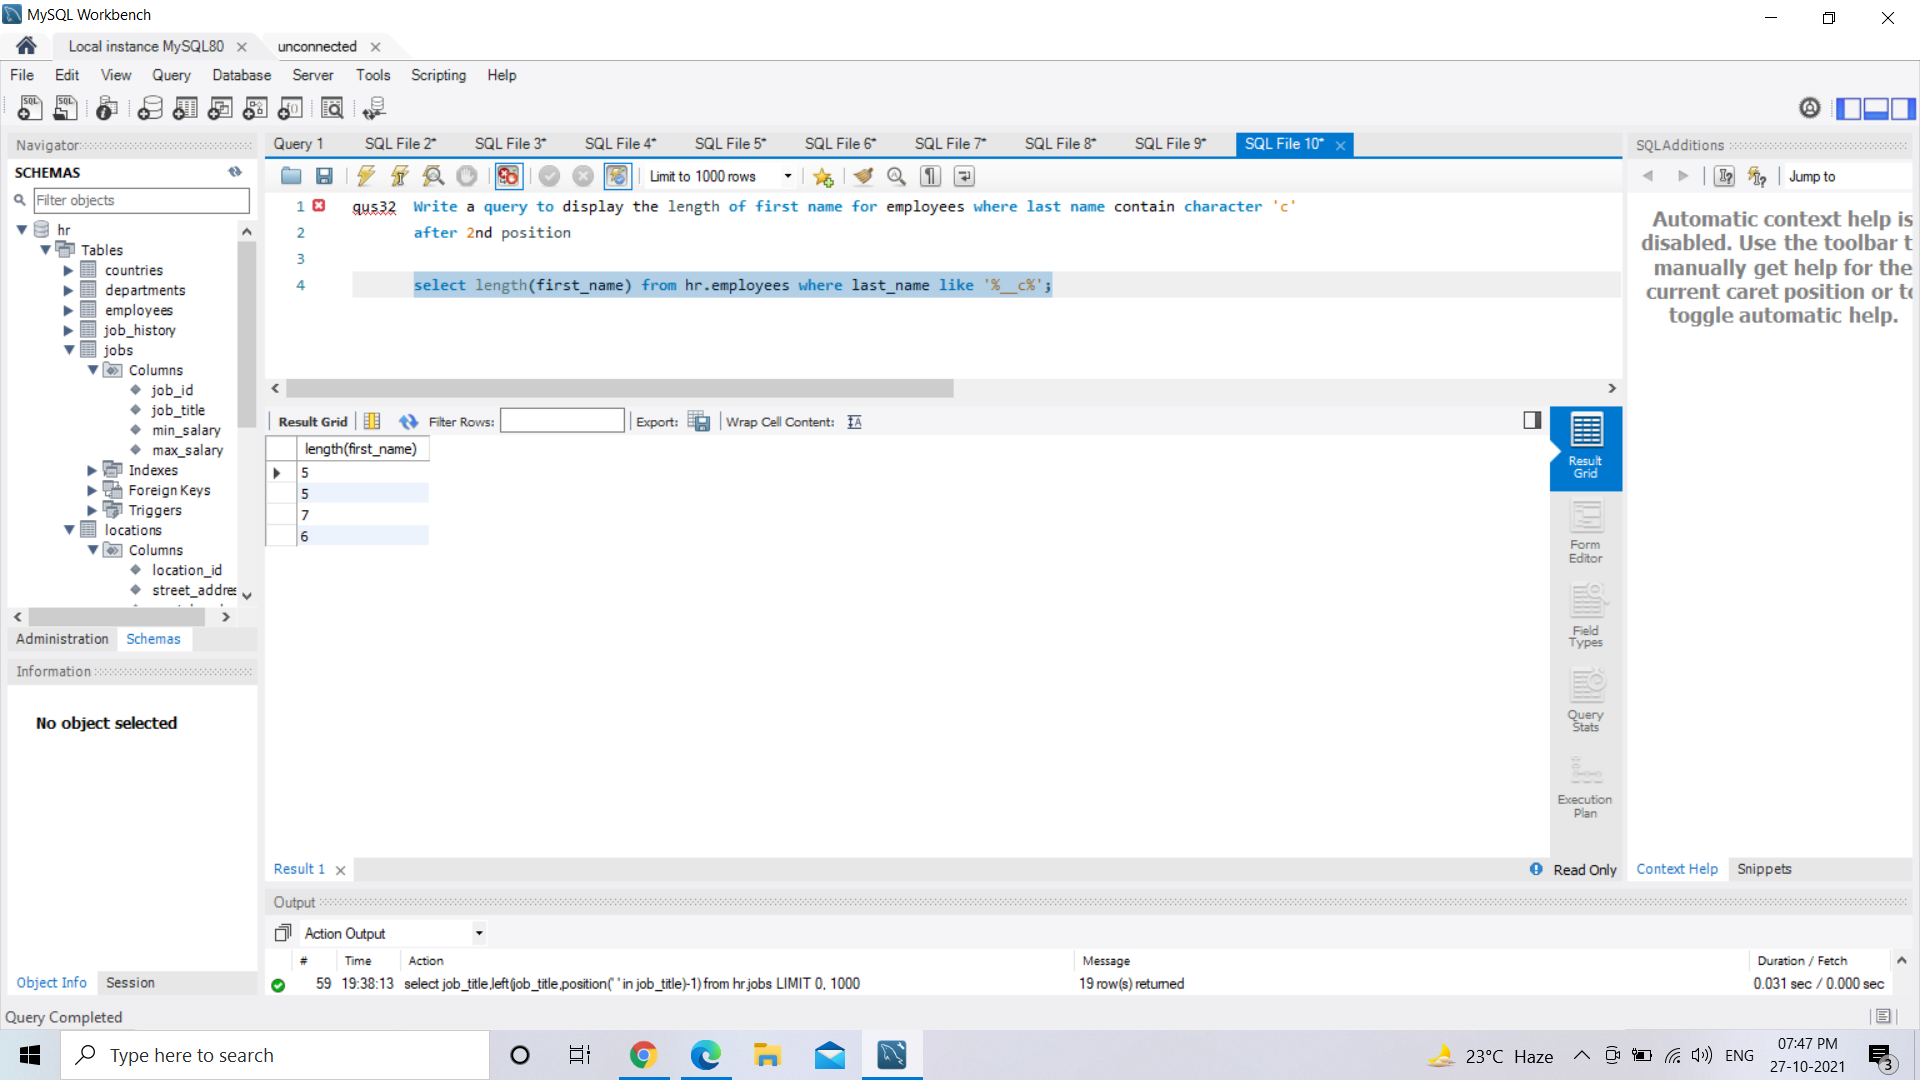 MySQL Workbench
Local instance MySQL80
unconnected
File Edit View Query Database Server Tools Scripting Help
Navigator
SCHEMAS
Filter objects
hr
Tables
countries
departments
employees
job_history
jobs
Columns
job_id
job_title
min_salary
max_salary
Indexes
Foreign Keys
Triggers
locations
Columns
location_id
street_addre
Administration Schemas
Information
No object selected
Object Info Session
Query Completed
Query 1 SQL File 2* SQL File 3* SQL File 4* SQL File 5* SQL File 6* SQL File 7* SQL File 8* SQL File 9* SQL File 10*
Limit to 1000 rows
1 qus32 Write a query to display the length of first name for employees where last name contain character 'c'
2 after 2nd position
3
4 select length(first_name) from hr.employees where last_name like '%__c%';
Result Grid Filter Rows: Export: Wrap Cell Content:
length(first_name)
5
5
7
6
Result Grid
Form Editor
Field Types
Query Stats
Execution Plan
Result 1
Read Only
Output
Action Output
# Time Action Message Duration / Fetch
59 19:38:13 select job_title,left(job_title,position(' ' in job_title)-1) from hr.jobs LIMIT 0, 1000 19 row(s) returned 0.031 sec / 0.000 sec
SQLAdditions
Jump to
Automatic context help is
disabled. Use the toolbar t
manually get help for the
current caret position or to
toggle automatic help.
Context Help Snippets
Type here to search
23°C Haze
ENG
07:47 PM
27-10-2021
3